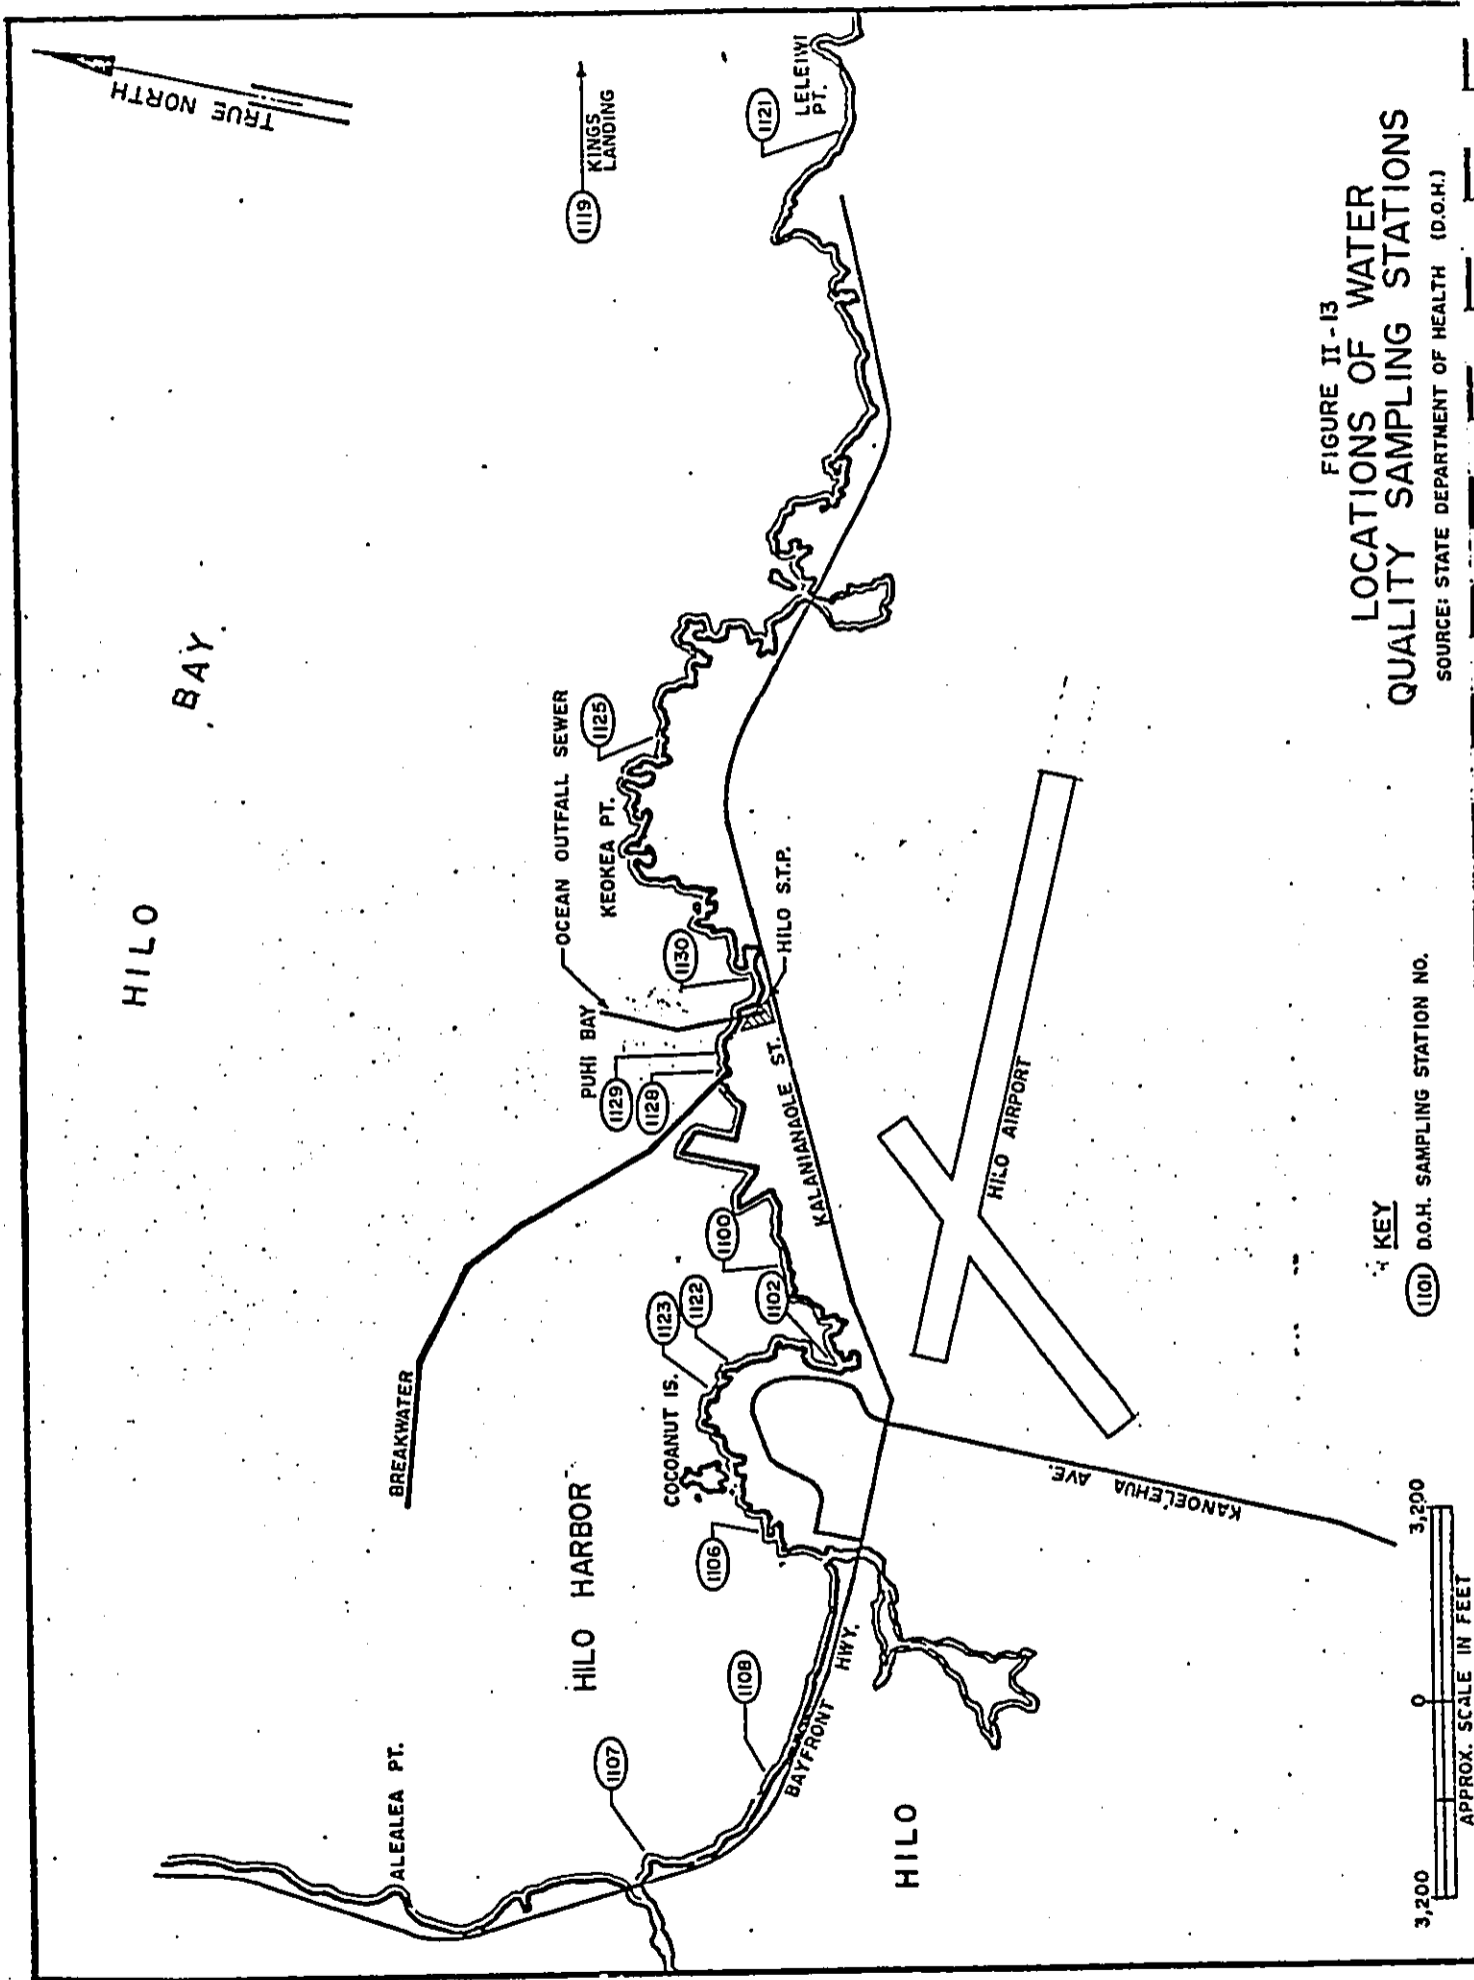 TRUE NORTH
HILO
BAY
1119
KINGS
LANDING
1121
LELEIWI
PT.
OCEAN OUTFALL SEWER
KEOKEA PT.
1125
PUHI BAY
1130
1129
1128
HILO S.T.P.
BREAKWATER
KALANIANAOLE ST.
1100
1102
1122
1123
COCOANUT IS.
HILO HARBOR
1106
1108
1107
ALEALEA PT.
BAYFRONT HWY.
HILO
KANOELEHUA AVE.
HILO AIRPORT
KEY
1101 D.O.H. SAMPLING STATION NO.
3,200 0 3,200
APPROX. SCALE IN FEET
FIGURE II-13
LOCATIONS OF WATER
QUALITY SAMPLING STATIONS
SOURCE: STATE DEPARTMENT OF HEALTH (D.O.H.)